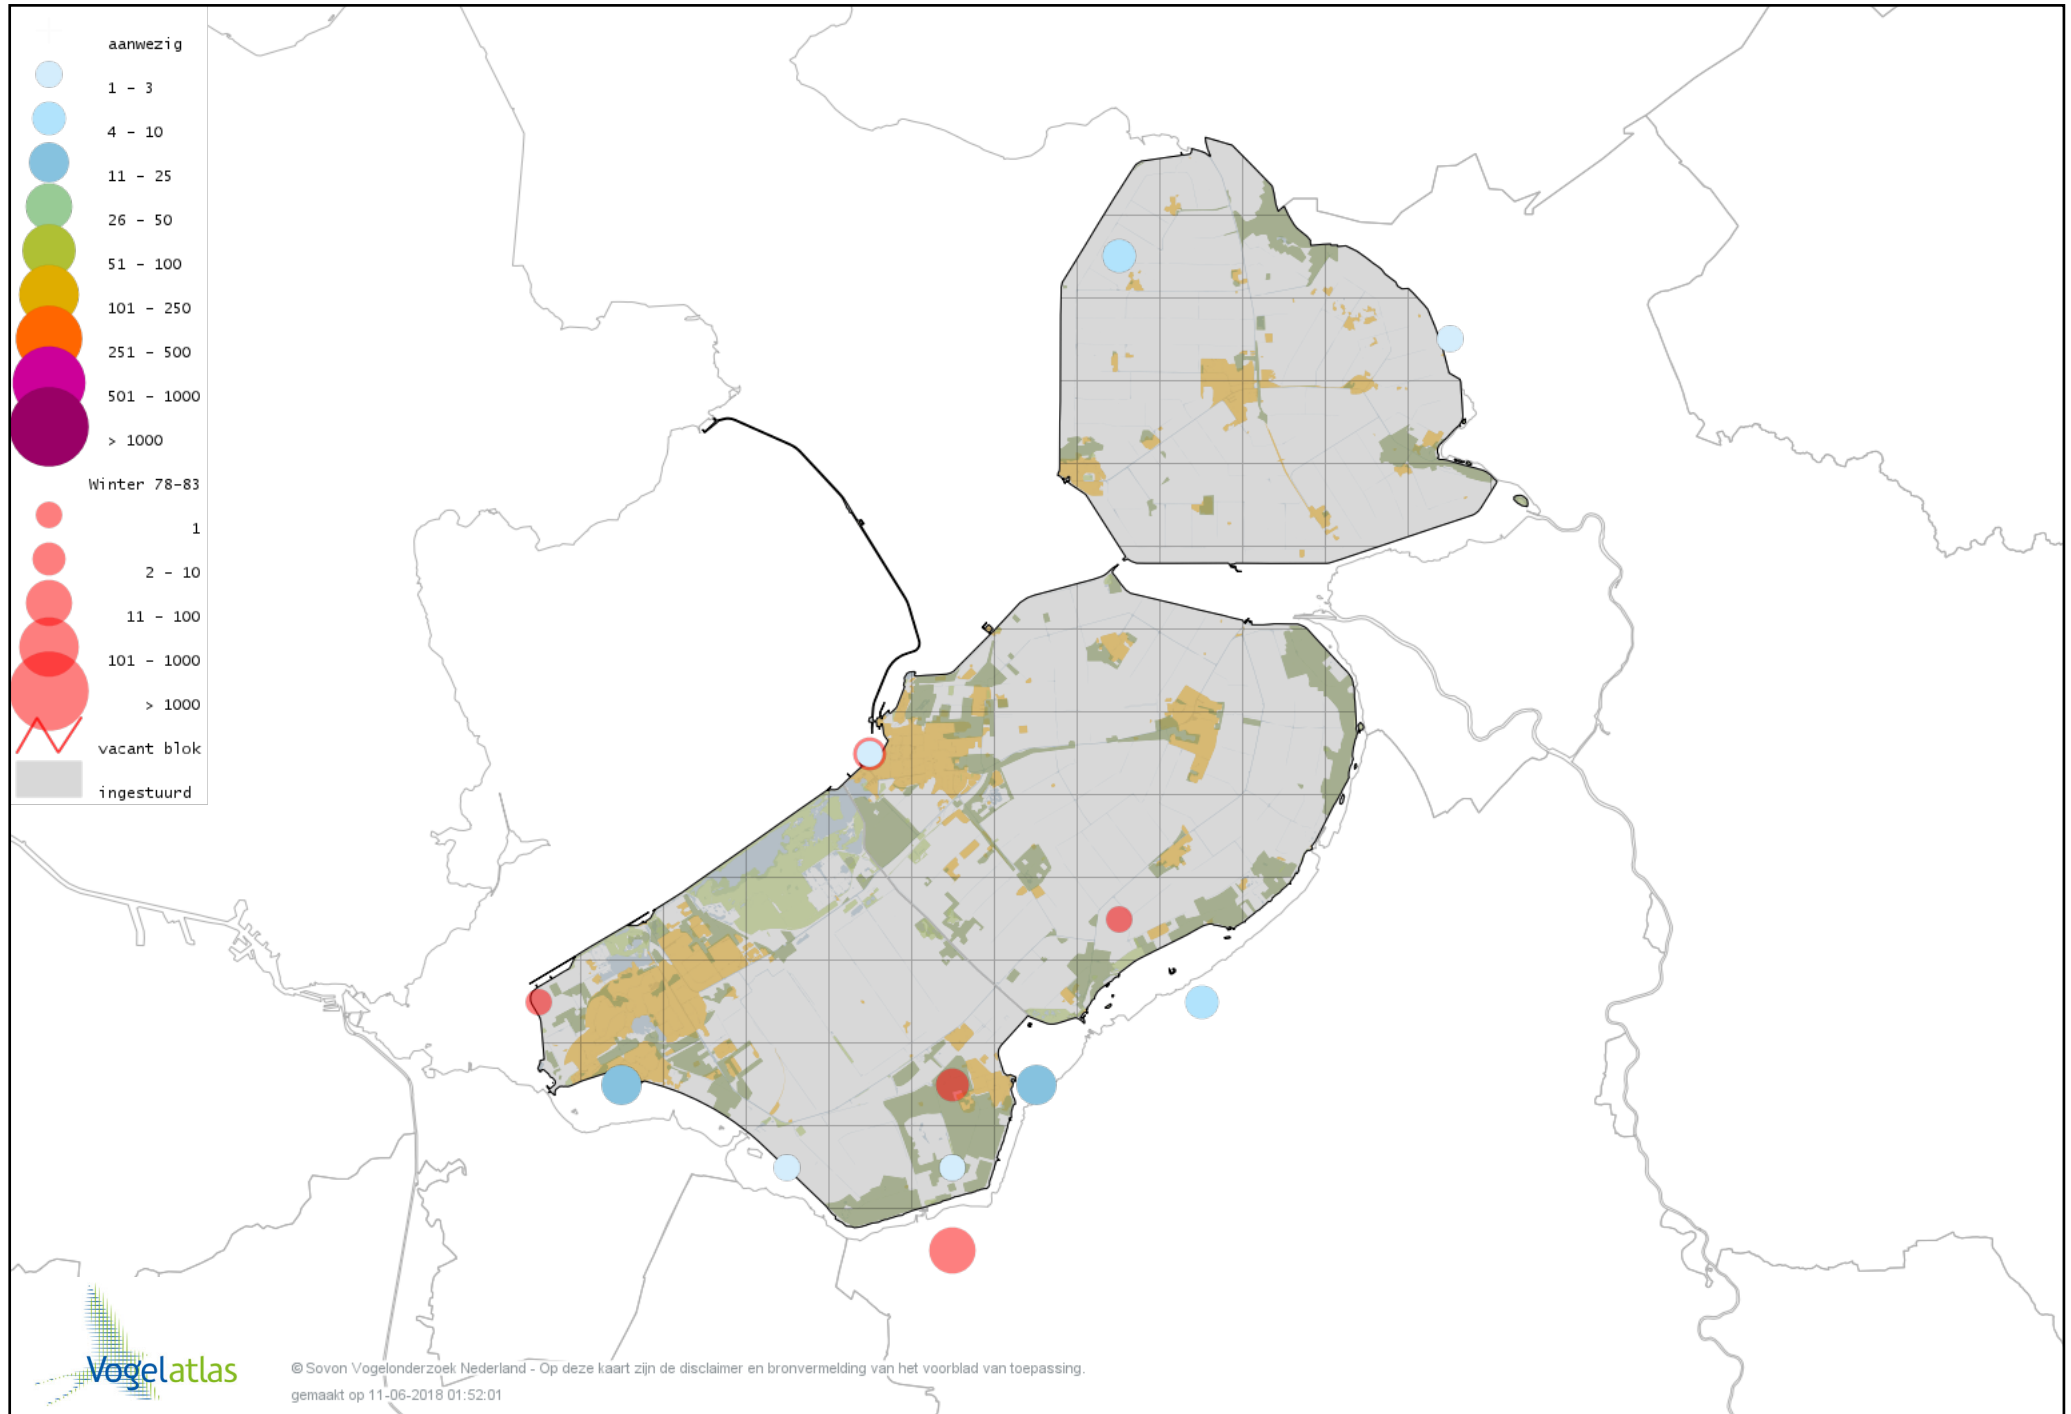 aanwezig
1 - 3
4 - 10
11 - 25
26 - 50
51 - 100
101 - 250
251 - 500
501 - 1000
> 1000
Winter 78-83
1
2 - 10
11 - 100
101 - 1000
> 1000
vacant blok
ingestuurd
Vogelatlas
© Sovon Vogelonderzoek Nederland - Op deze kaart zijn de disclaimer en bronvermelding van het voorblad van toepassing.
gemaakt op 11-06-2018 01:52:01